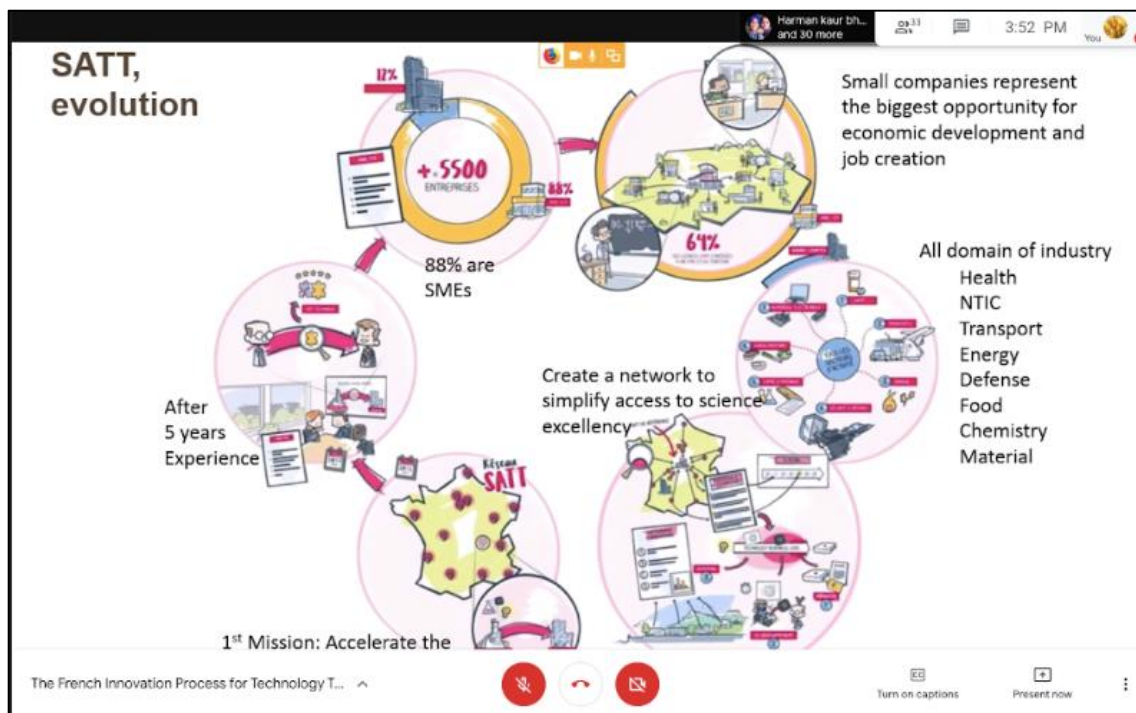 Harman kaur bh...
and 30 more
33
3:52 PM
You
SATT,
evolution
Small companies represent
the biggest opportunity for
economic development and
job creation
12%
+ 5500
ENTREPRISES
88%
64%
88% are
SMEs
All domain of industry
Health
NTIC
Transport
Energy
Defense
Food
Chemistry
Material
Create a network to
simplify access to science
excellency
After
5 years
Experience
Réseau
SATT
1st Mission: Accelerate the
The French Innovation Process for Technology T...
Turn on captions
Present now